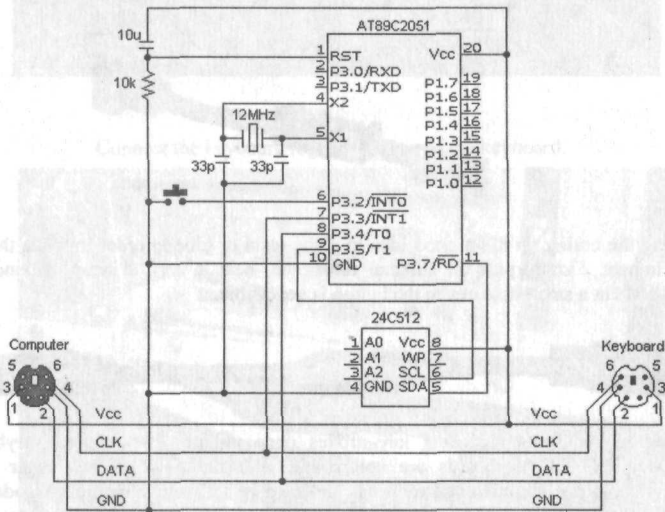 AT89C2051
10u
10k
1 RST
2 P3.0/RXD
3 P3.1/TXD
4 X2
5 X1
6 P3.2/INT0
7 P3.3/INT1
8 P3.4/T0
9 P3.5/T1
10 GND
Vcc 20
P1.7 19
P1.6 18
P1.5 17
P1.4 16
P1.3 15
P1.2 14
P1.1 13
P1.0 12
P3.7/RD 11
12MHz
33p 33p
24C512
1 A0 Vcc 8
2 A1 WP 7
3 A2 SCL 6
4 GND SDA 5
Computer
5 6
3 4
1 2
Keyboard
6 5
4 3
2 1
Vcc Vcc
CLK CLK
DATA DATA
GND GND